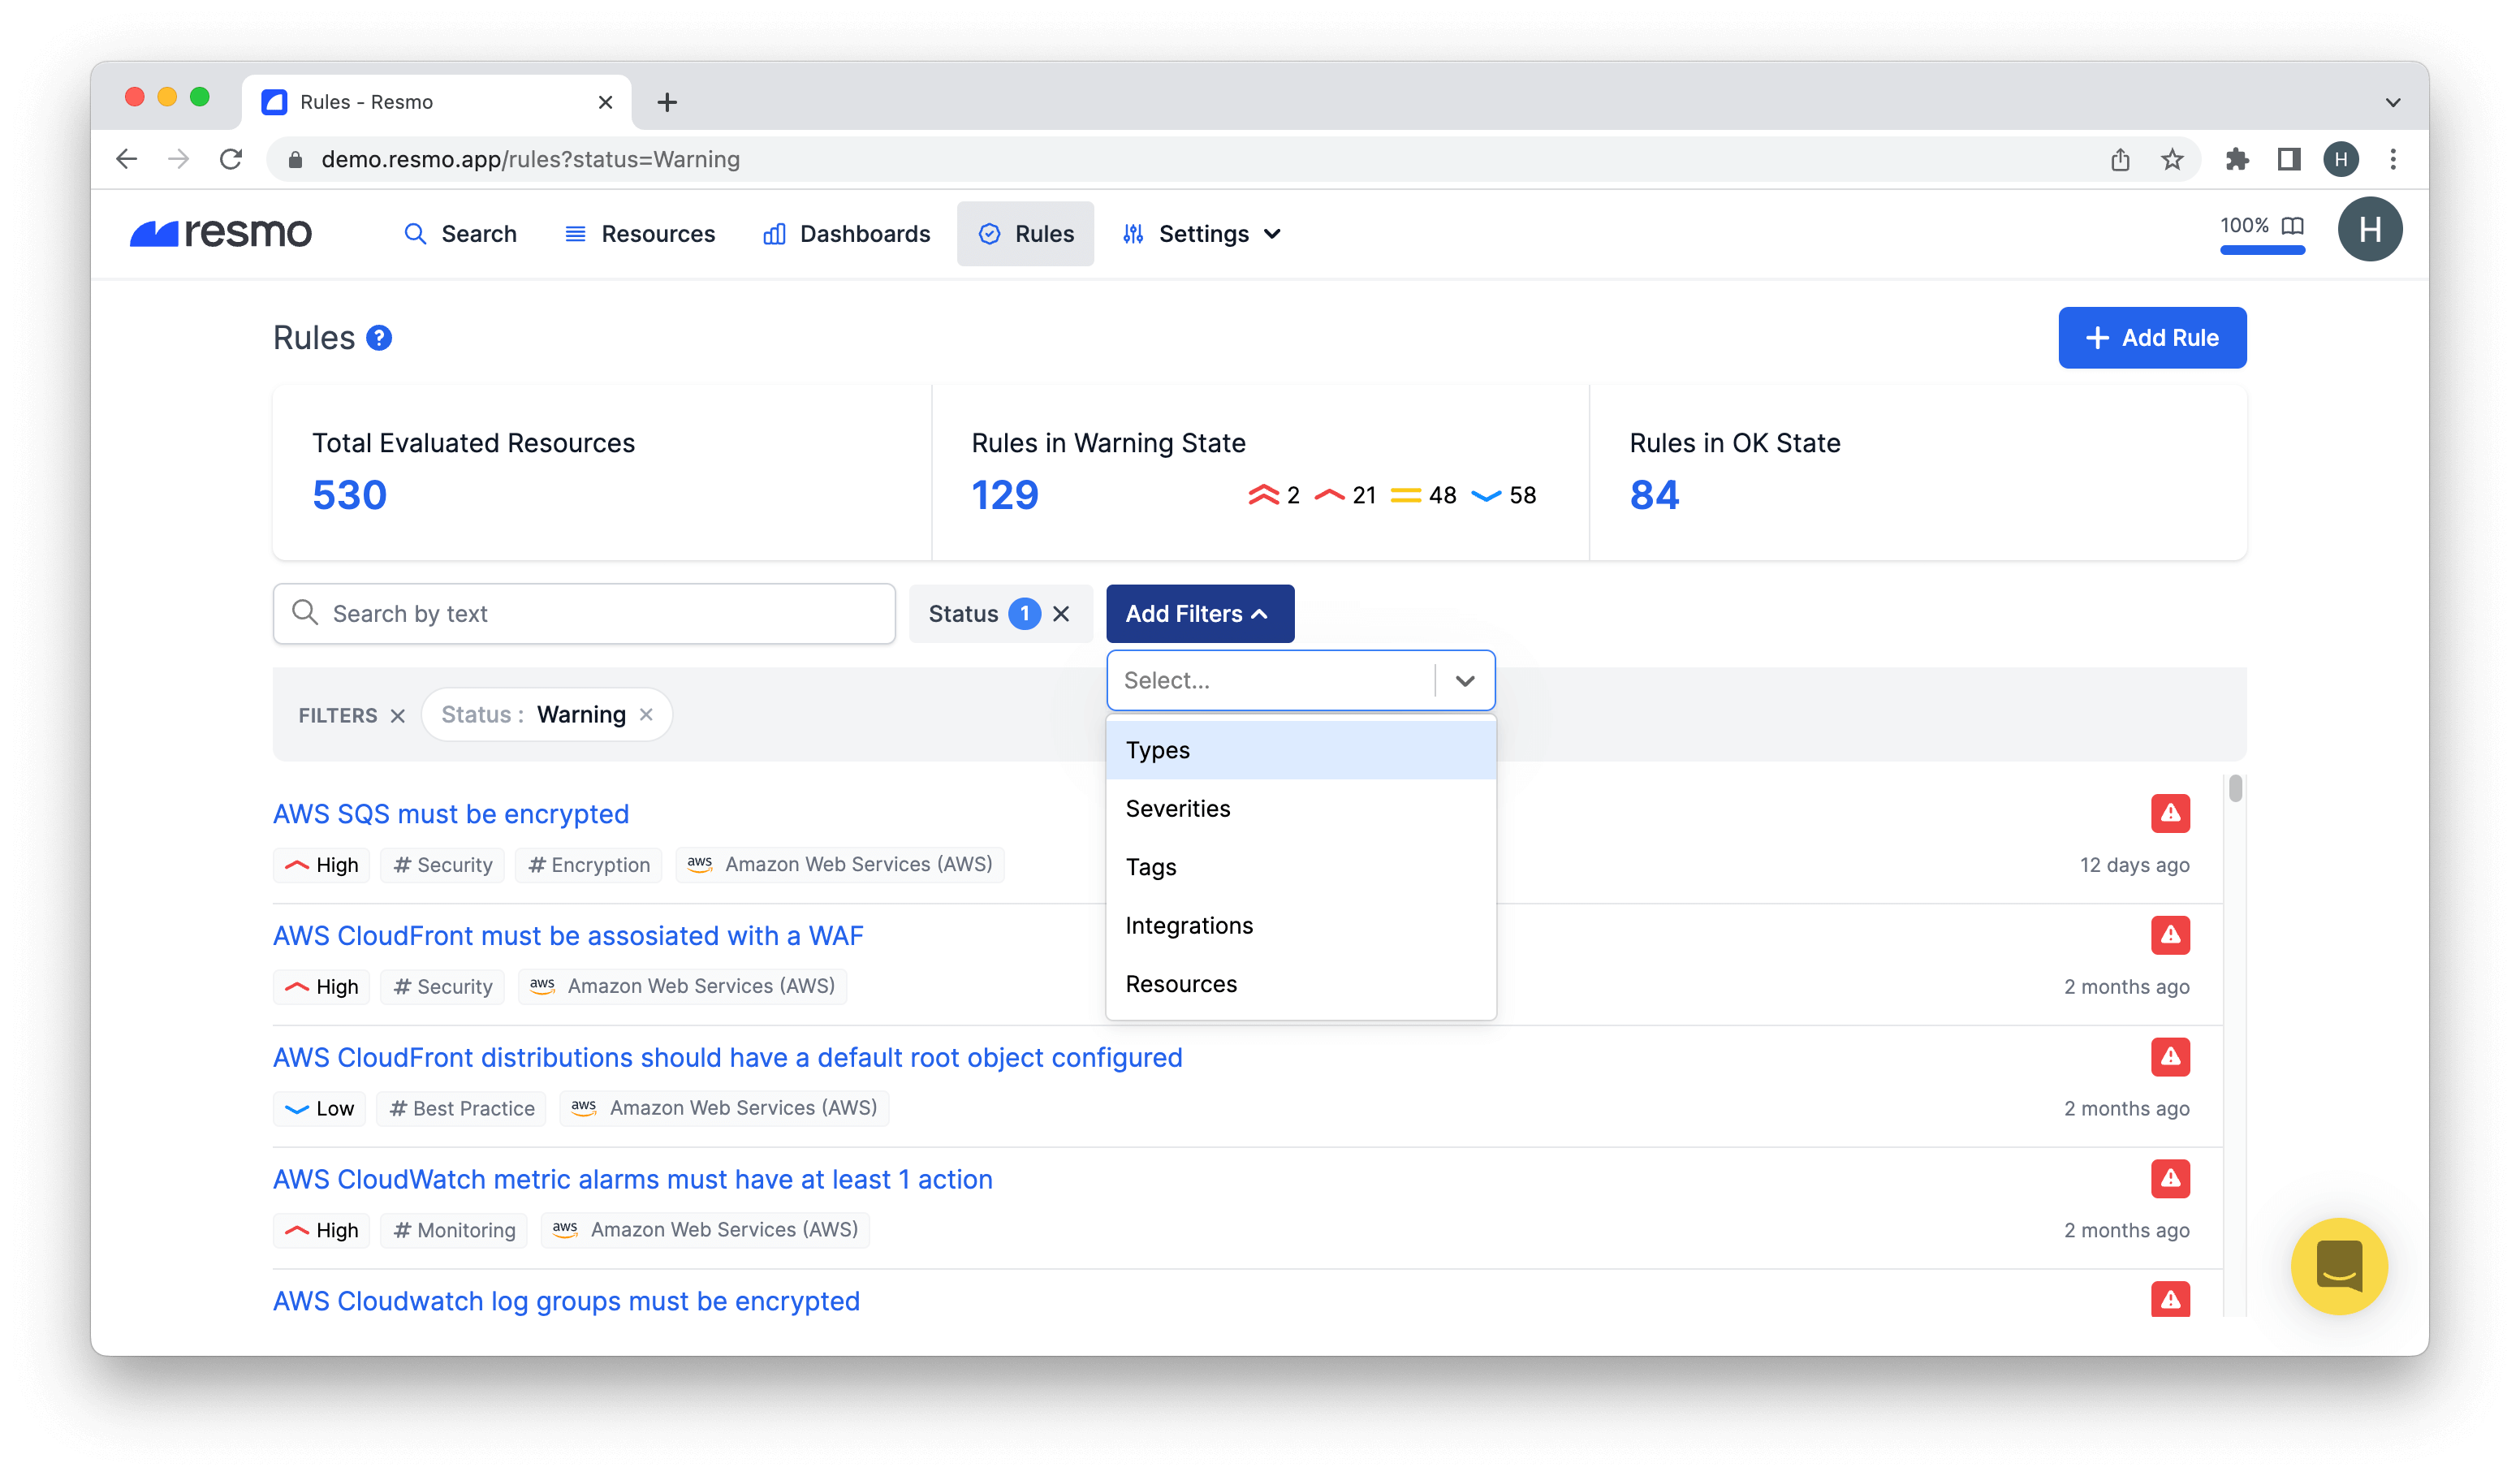 Rules - Resmo
demo.resmo.app/rules?status=Warning
H
resmo
Search
Resources
Dashboards
Rules
Settings
100%
H
Rules ?
+ Add Rule
Total Evaluated Resources
530
Rules in Warning State
129
2 21 48 58
Rules in OK State
84
Search by text
Status 1
Add Filters
Select...
FILTERS
Status : Warning
Types
Severities
Tags
Integrations
Resources
AWS SQS must be encrypted
High # Security # Encryption aws Amazon Web Services (AWS)
12 days ago
AWS CloudFront must be assosiated with a WAF
High # Security aws Amazon Web Services (AWS)
2 months ago
AWS CloudFront distributions should have a default root object configured
Low # Best Practice aws Amazon Web Services (AWS)
2 months ago
AWS CloudWatch metric alarms must have at least 1 action
High # Monitoring aws Amazon Web Services (AWS)
2 months ago
AWS Cloudwatch log groups must be encrypted